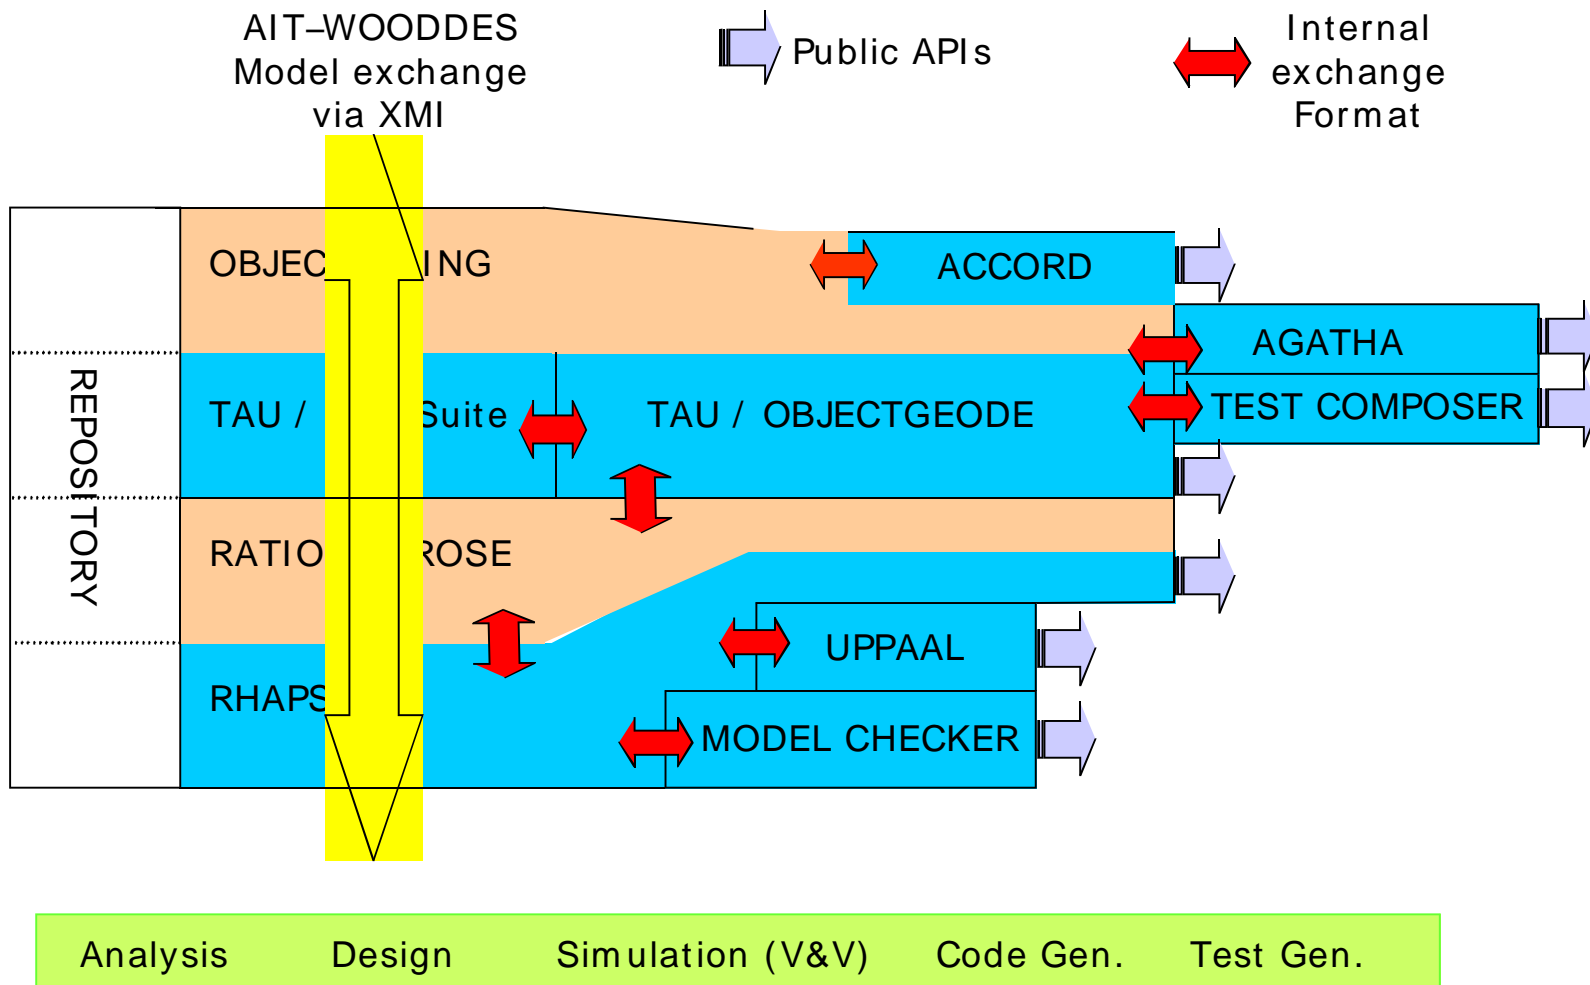 AIT–WOODDES
Model exchange
via XMI
Public APIs
Internal
exchange
Format
REPOSITORY
OBJEC ING
ACCORD
AGATHA
TAU / Suite
TAU / OBJECTGEODE
TEST COMPOSER
RATIO ROSE
UPPAAL
RHAPS
MODEL CHECKER
Analysis Design Simulation (V&V) Code Gen. Test Gen.